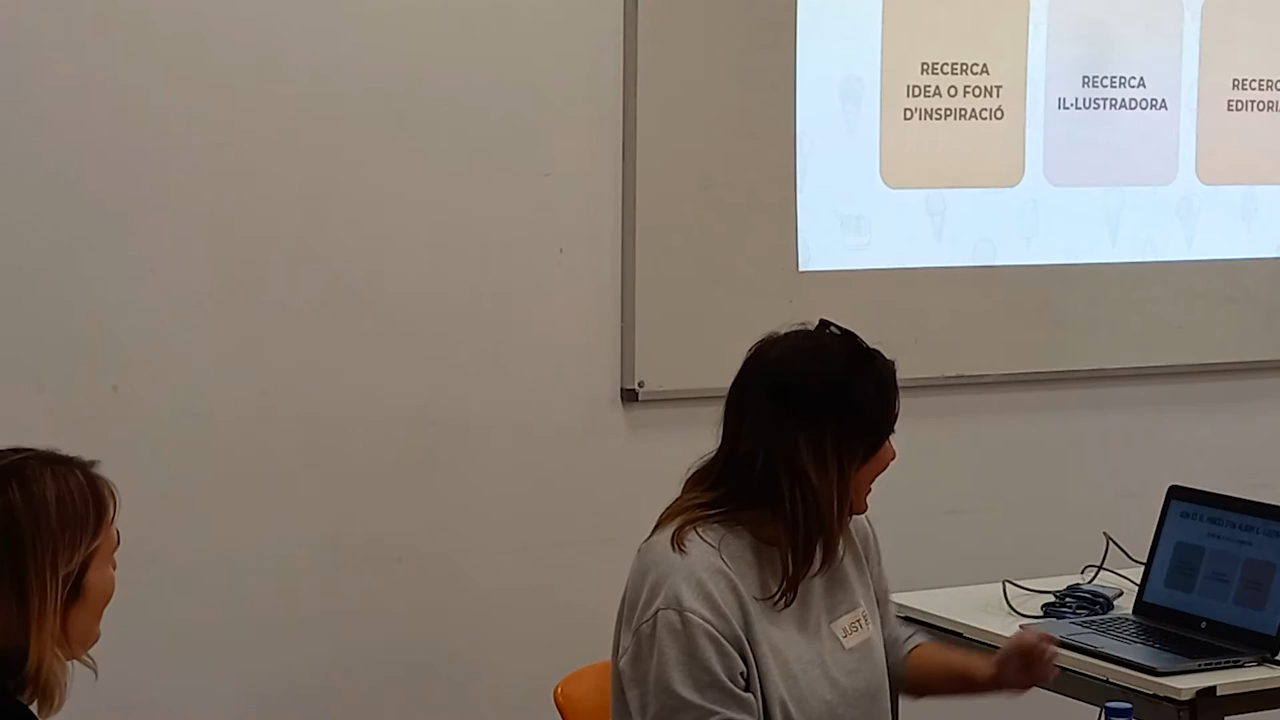 RECERCA
IDEA O FONT
D'INSPIRACIÓ
RECERCA
IL·LUSTRADORA
RECERC
EDITORI
JUST